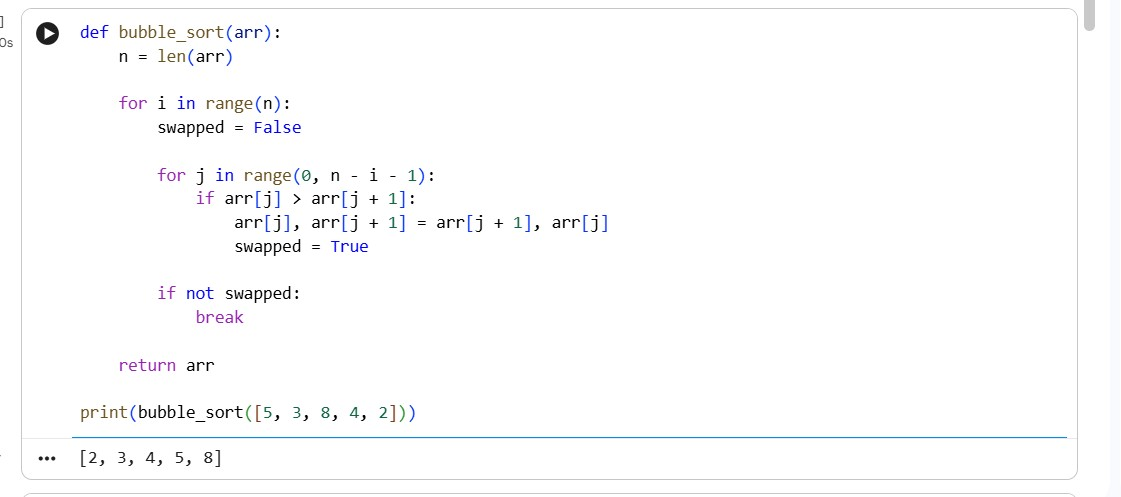 ]
0s
def bubble_sort(arr):
    n = len(arr)
    for i in range(n):
        swapped = False
        for j in range(0, n - i - 1):
            if arr[j] > arr[j + 1]:
                arr[j], arr[j + 1] = arr[j + 1], arr[j]
                swapped = True
        if not swapped:
            break
    return arr
print(bubble_sort([5, 3, 8, 4, 2]))
[2, 3, 4, 5, 8]